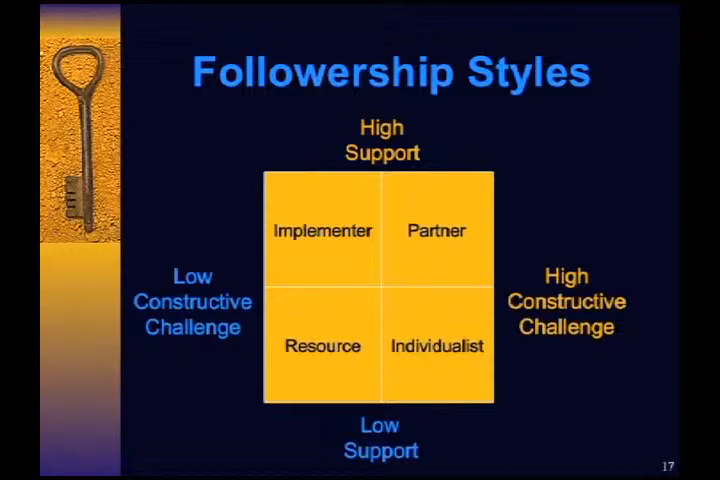 Followership Styles
High
Support
Implementer
Partner
Low
Constructive
Challenge
High
Constructive
Challenge
Resource
Individualist
Low
Support
17